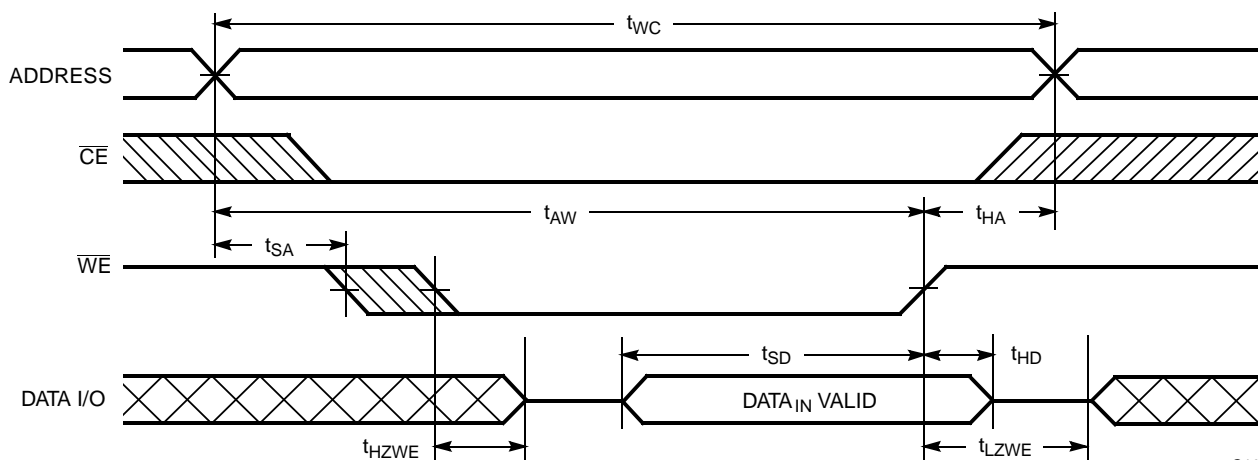 tWC
ADDRESS
CE
tAW
tHA
tSA
WE
tSD
tHD
DATA I/O
DATAIN VALID
tHZWE
tLZWE